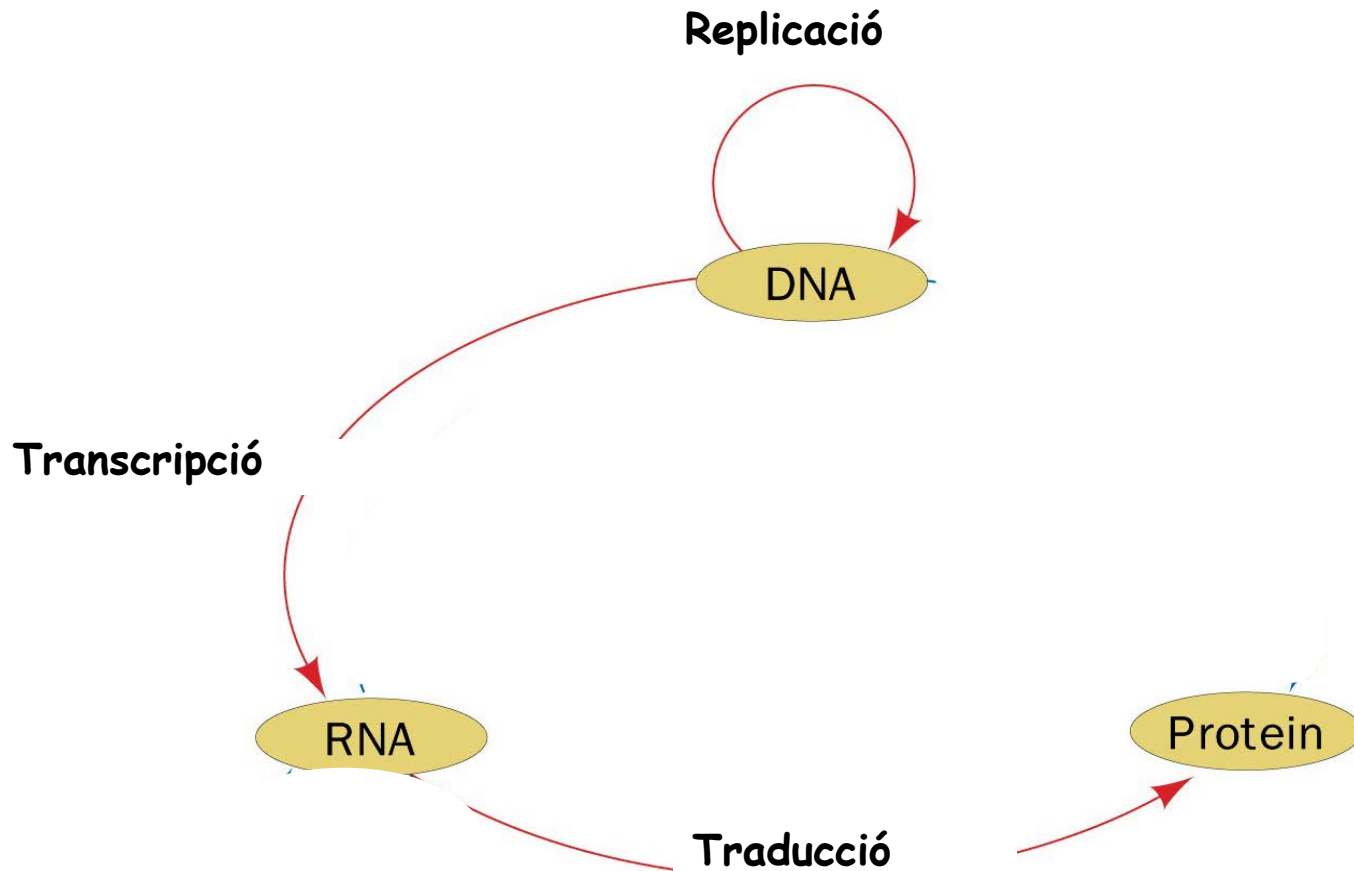 Replicació
DNA
Transcripció
RNA
Protein
Traducció